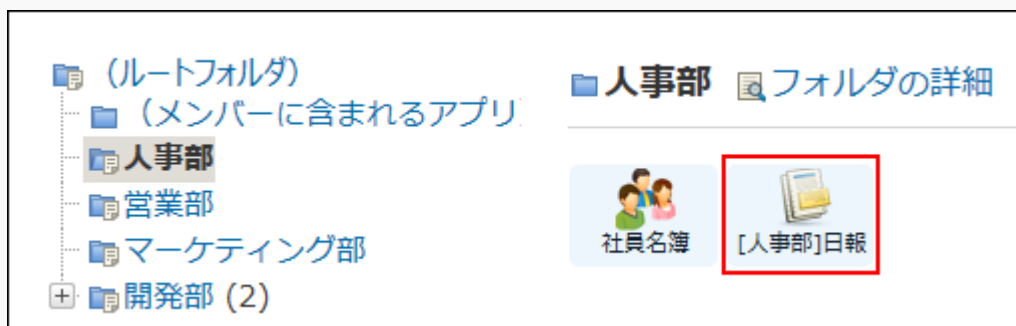 (ルートフォルダ)
(メンバーに含まれるアプリ
人事部
営業部
マーケティング部
開発部 (2)
人事部 フォルダの詳細
社員名簿
[人事部]日報